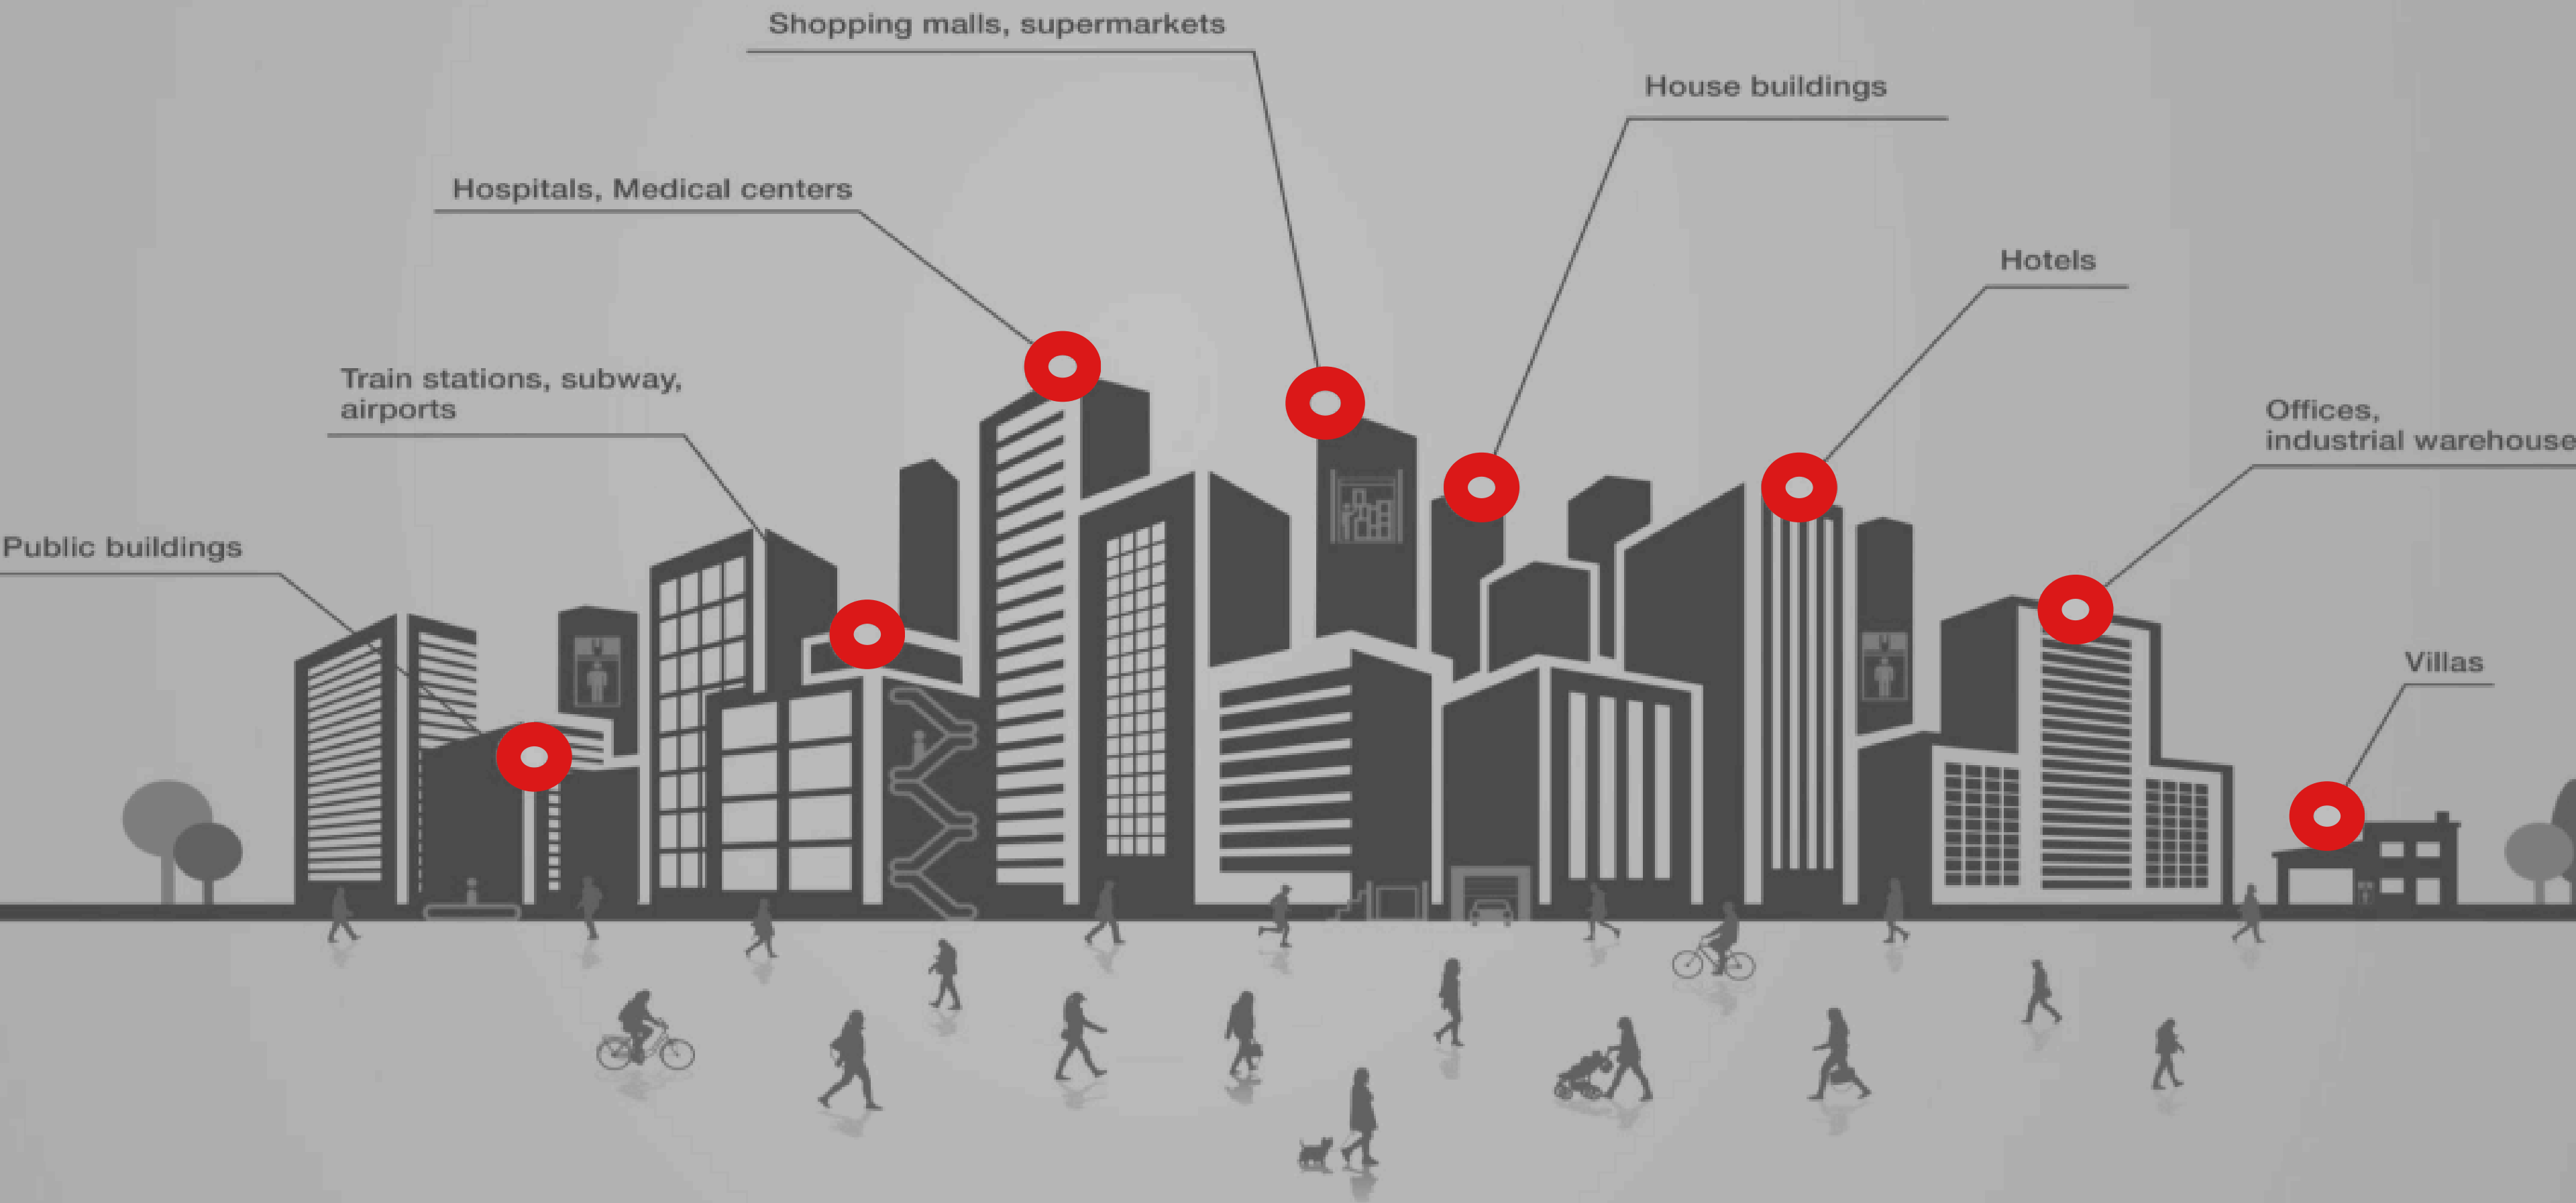 Shopping malls, supermarkets
House buildings
Hospitals, Medical centers
Hotels
Train stations, subway,
airports
Offices,
industrial warehouse
Public buildings
Villas